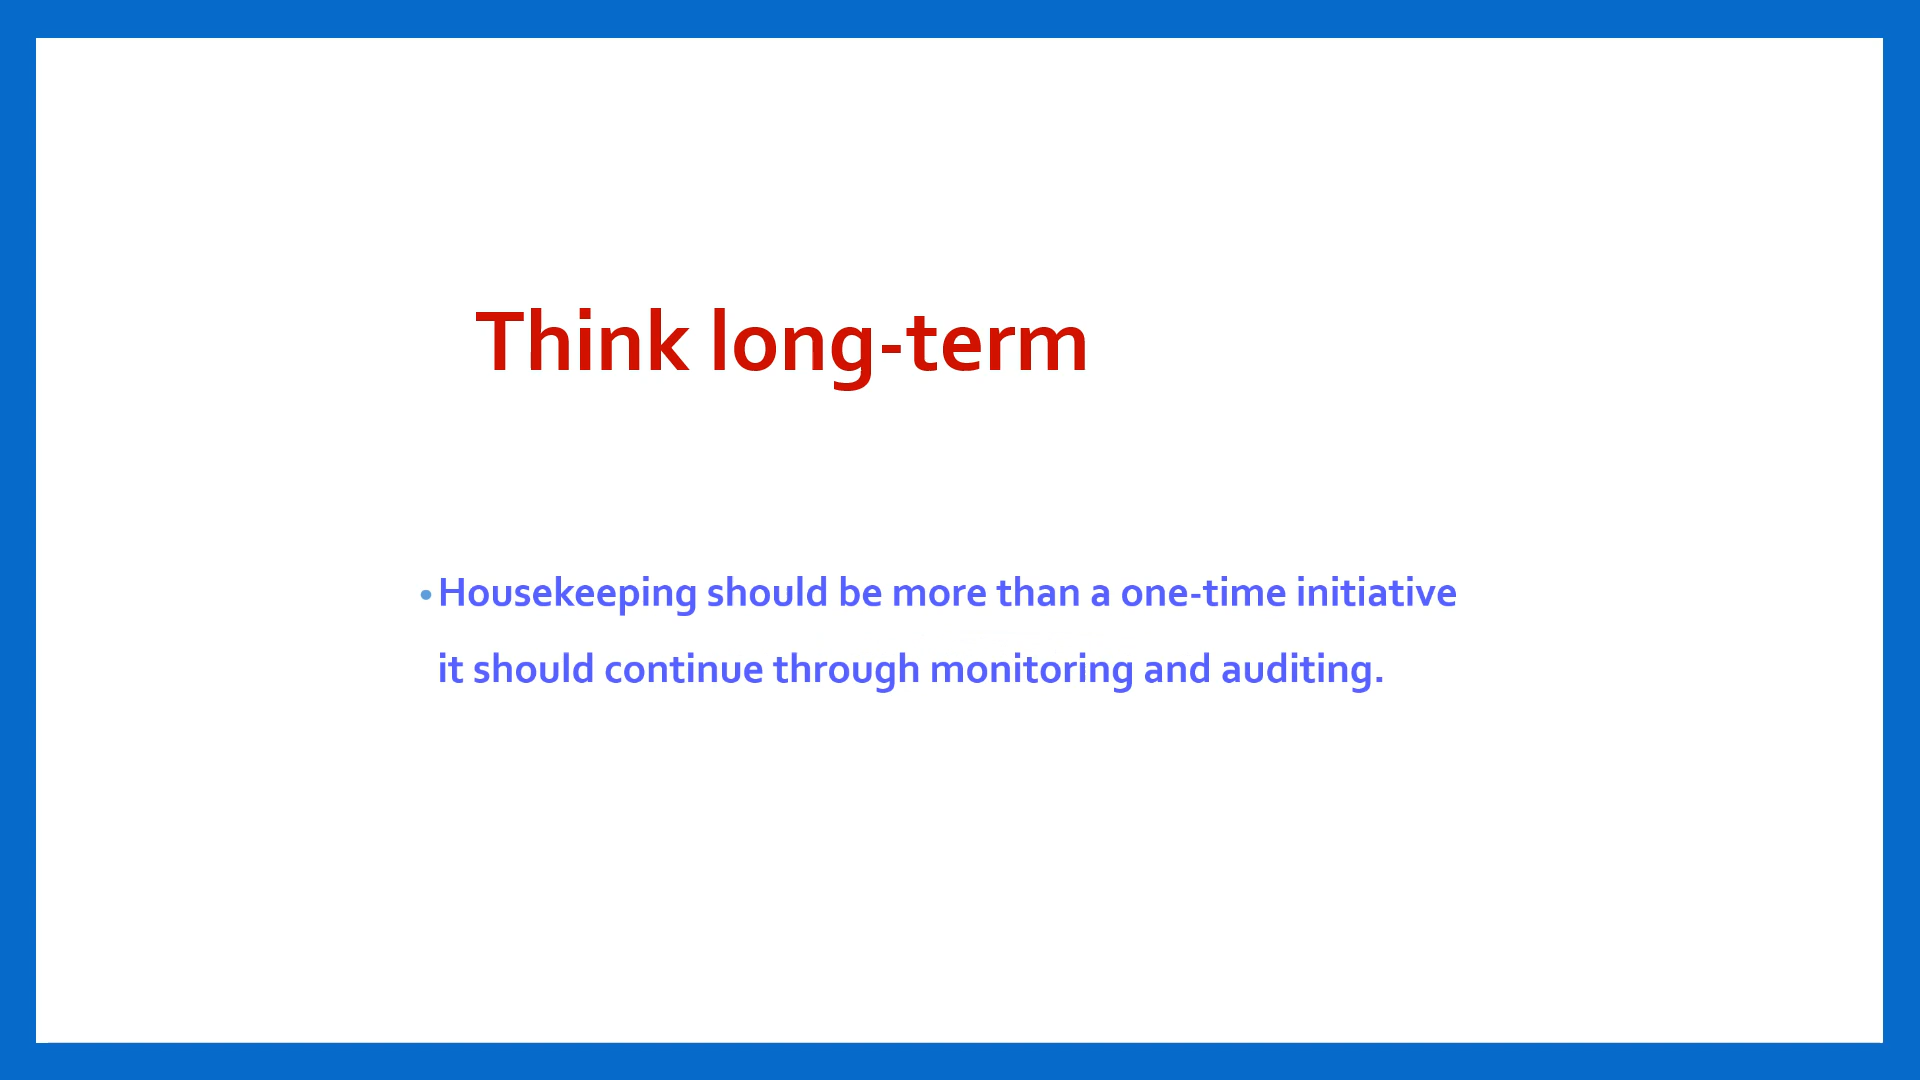 Think long-term
• Housekeeping should be more than a one-time initiative
it should continue through monitoring and auditing.